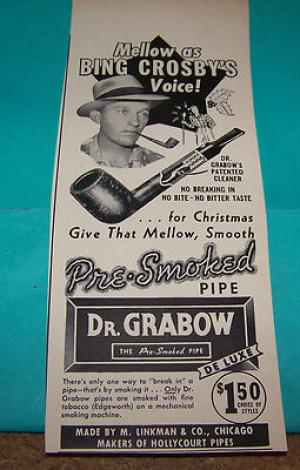 Mellow as
BING CROSBY'S
Voice!
DR.
GRABOW'S
PATENTED
CLEANER
NO BREAKING IN
NO BITE - NO BITTER TASTE
. . . for Christmas
Give That Mellow, Smooth
Pre-Smoked
PIPE
DR. GRABOW
THE Pre-Smoked PIPE
DE LUXE
There's only one way to "break in" a
pipe—that's by smoking it . . . Only Dr.
Grabow pipes are smoked with fine
tobacco (Edgeworth) on a mechanical
smoking machine.
$1.50
CHOICE OF
STYLES
MADE BY M. LINKMAN & CO., CHICAGO
MAKERS OF HOLLYCOURT PIPES